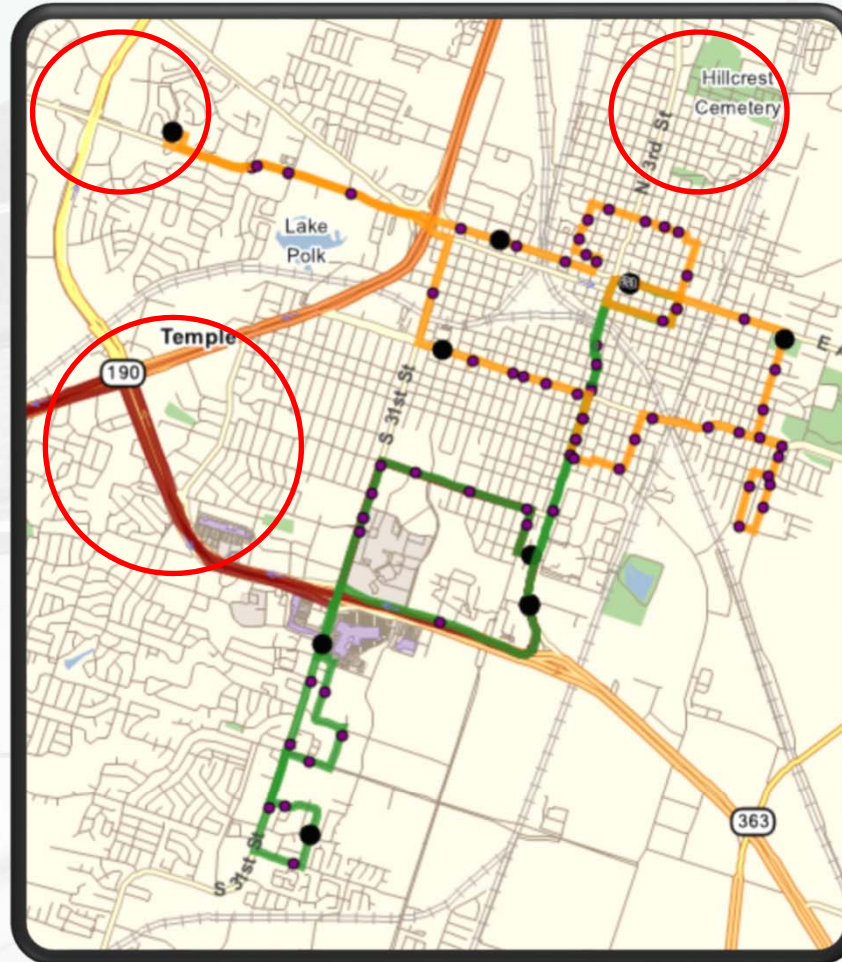 Hillcrest
Cemetery
N 3rd St
Lake
Polk
Temple
E A
190
S 31st St
363
S 31st St